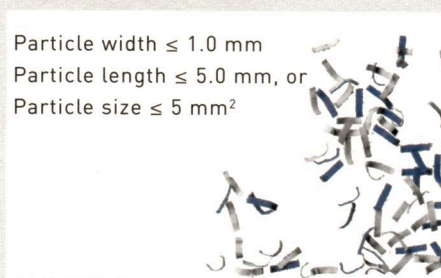 Particle width ≤ 1.0 mm
Particle length ≤ 5.0 mm, or
Particle size ≤ 5 mm²